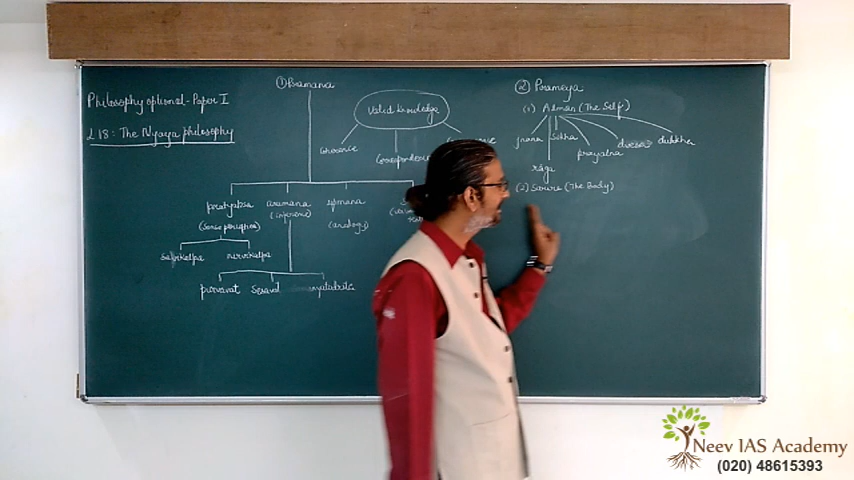 Philosophy optional - Paper I
L 18: The Nyaya philosophy
① Pramana
Valid Knowledge
Coherence
Correspondence
pratyaksa
anumana
upmana
(Sense perception)
(inference)
(analogy)
savikalpa
nirvikalpa
purvavat
Sesavat
② Prameya
(1) Atman (The Self)
jnana
Sukha
prayatna
dvesa
dukkha
raga
(2) Sarira (The Body)
Neev IAS Academy
(020) 48615393